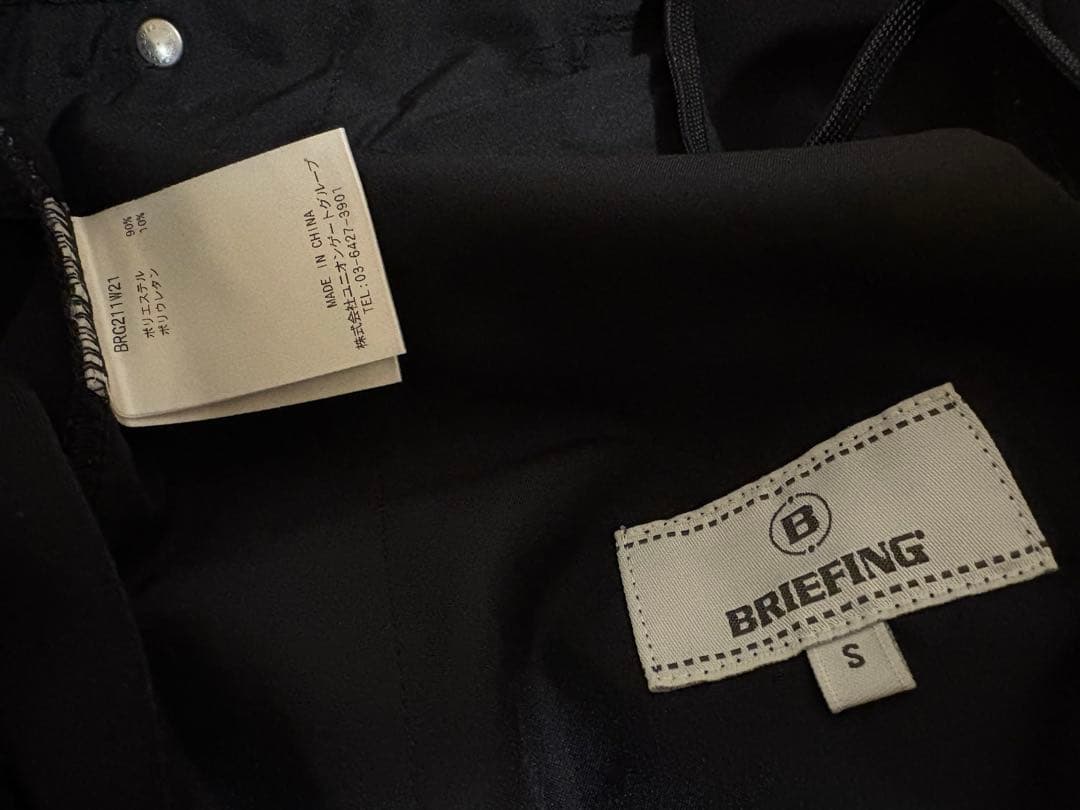 BRG211W21
ポリエステル 90%
ポリウレタン 10%
MADE IN CHINA
株式会社ユニオンゲートグループ
TEL:03-6427-3901
B
BRIEFING
S